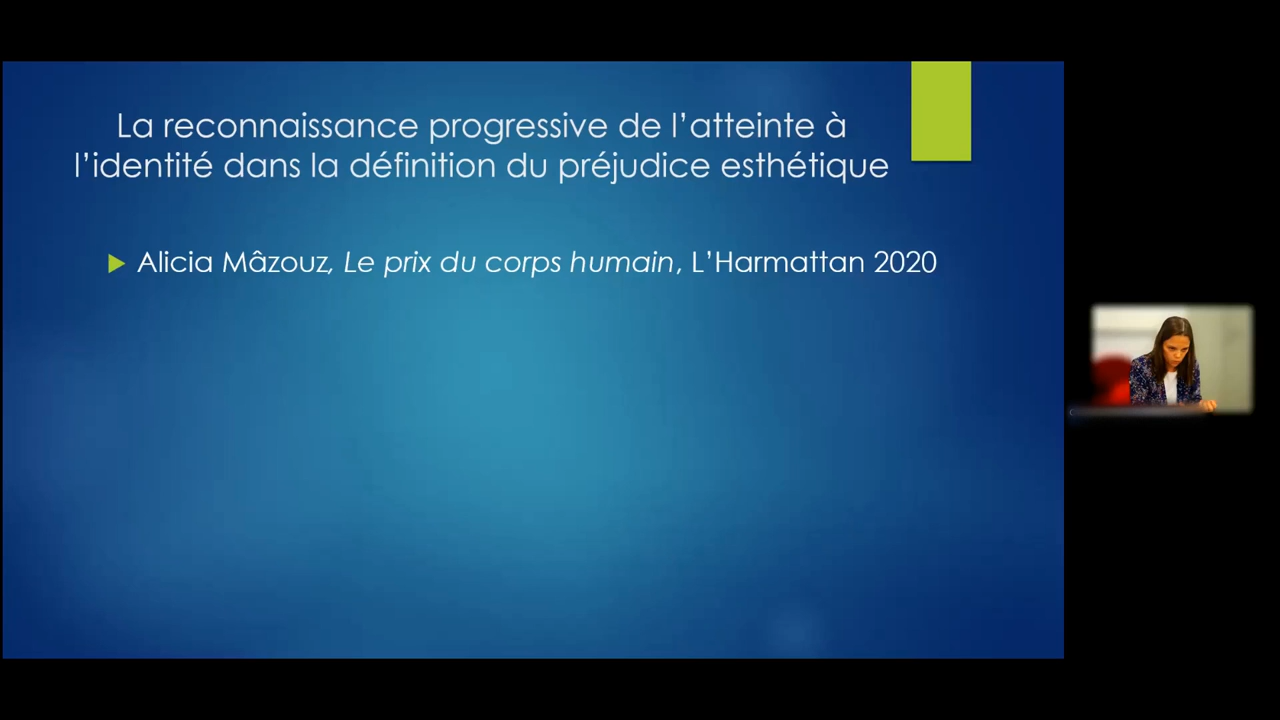 La reconnaissance progressive de l’atteinte à
l’identité dans la définition du préjudice esthétique
Alicia Mâzouz, Le prix du corps humain, L’Harmattan 2020